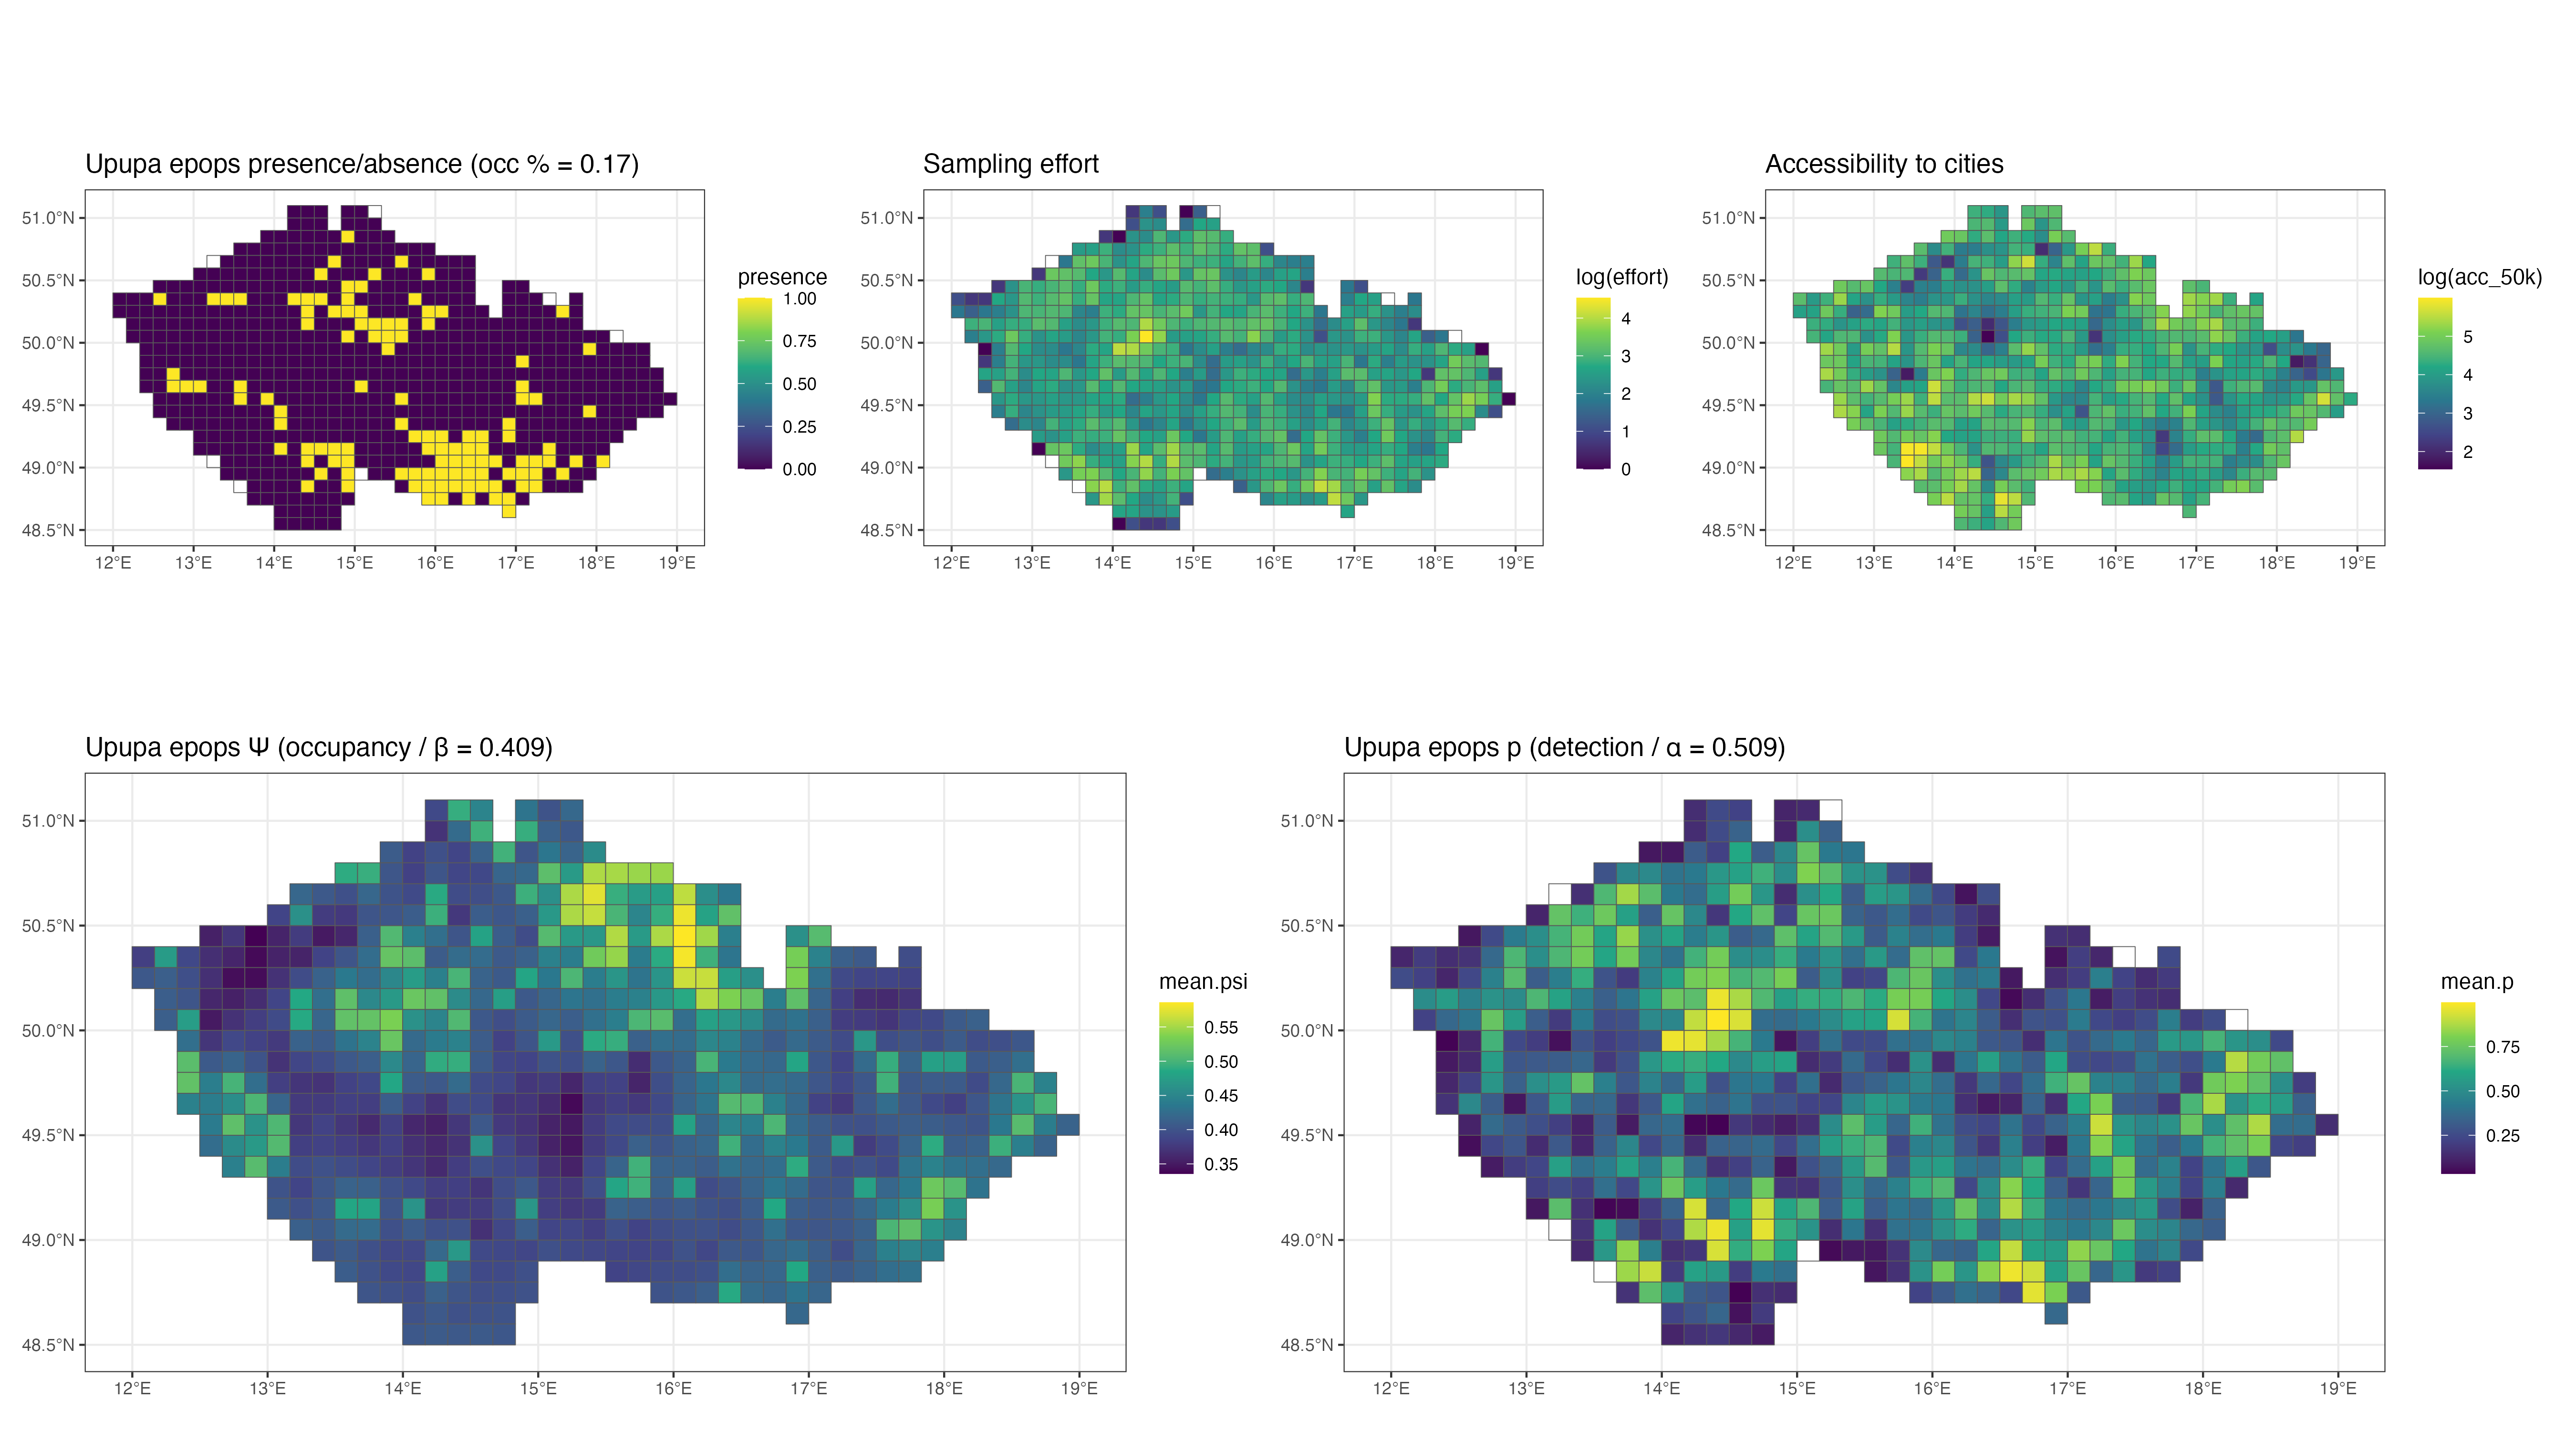 Upupa epops presence/absence (occ % = 0.17)
51.0°N
50.5°N
50.0°N
49.5°N
49.0°N
48.5°N
12°E 13°E 14°E 15°E 16°E 17°E 18°E 19°E
presence
1.00
0.75
0.50
0.25
0.00
Sampling effort
51.0°N
50.5°N
50.0°N
49.5°N
49.0°N
48.5°N
12°E 13°E 14°E 15°E 16°E 17°E 18°E 19°E
log(effort)
4
3
2
1
0
Accessibility to cities
51.0°N
50.5°N
50.0°N
49.5°N
49.0°N
48.5°N
12°E 13°E 14°E 15°E 16°E 17°E 18°E 19°E
log(acc_50k)
5
4
3
2
Upupa epops Ψ (occupancy / β = 0.409)
51.0°N
50.5°N
50.0°N
49.5°N
49.0°N
48.5°N
12°E 13°E 14°E 15°E 16°E 17°E 18°E 19°E
mean.psi
0.55
0.50
0.45
0.40
0.35
Upupa epops p (detection / α = 0.509)
51.0°N
50.5°N
50.0°N
49.5°N
49.0°N
48.5°N
12°E 13°E 14°E 15°E 16°E 17°E 18°E 19°E
mean.p
0.75
0.50
0.25